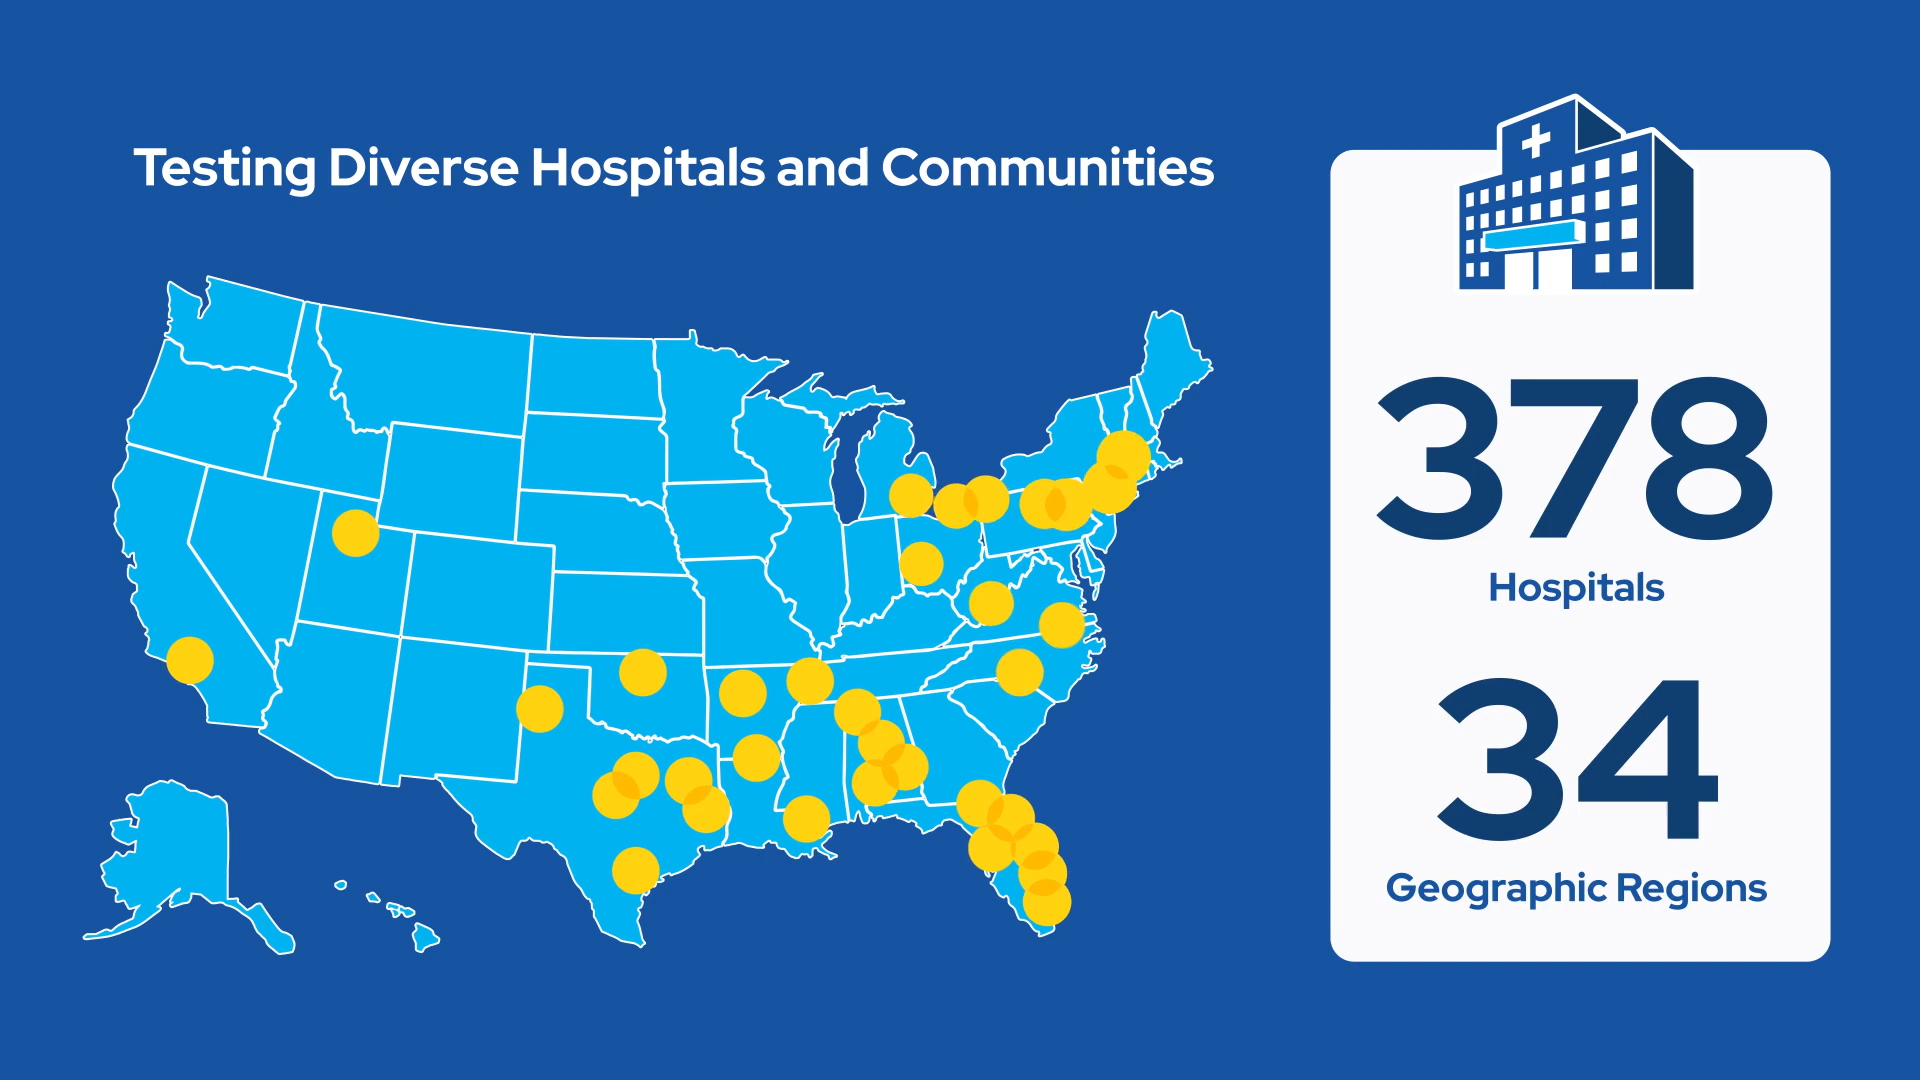 Testing Diverse Hospitals and Communities
378
Hospitals
34
Geographic Regions